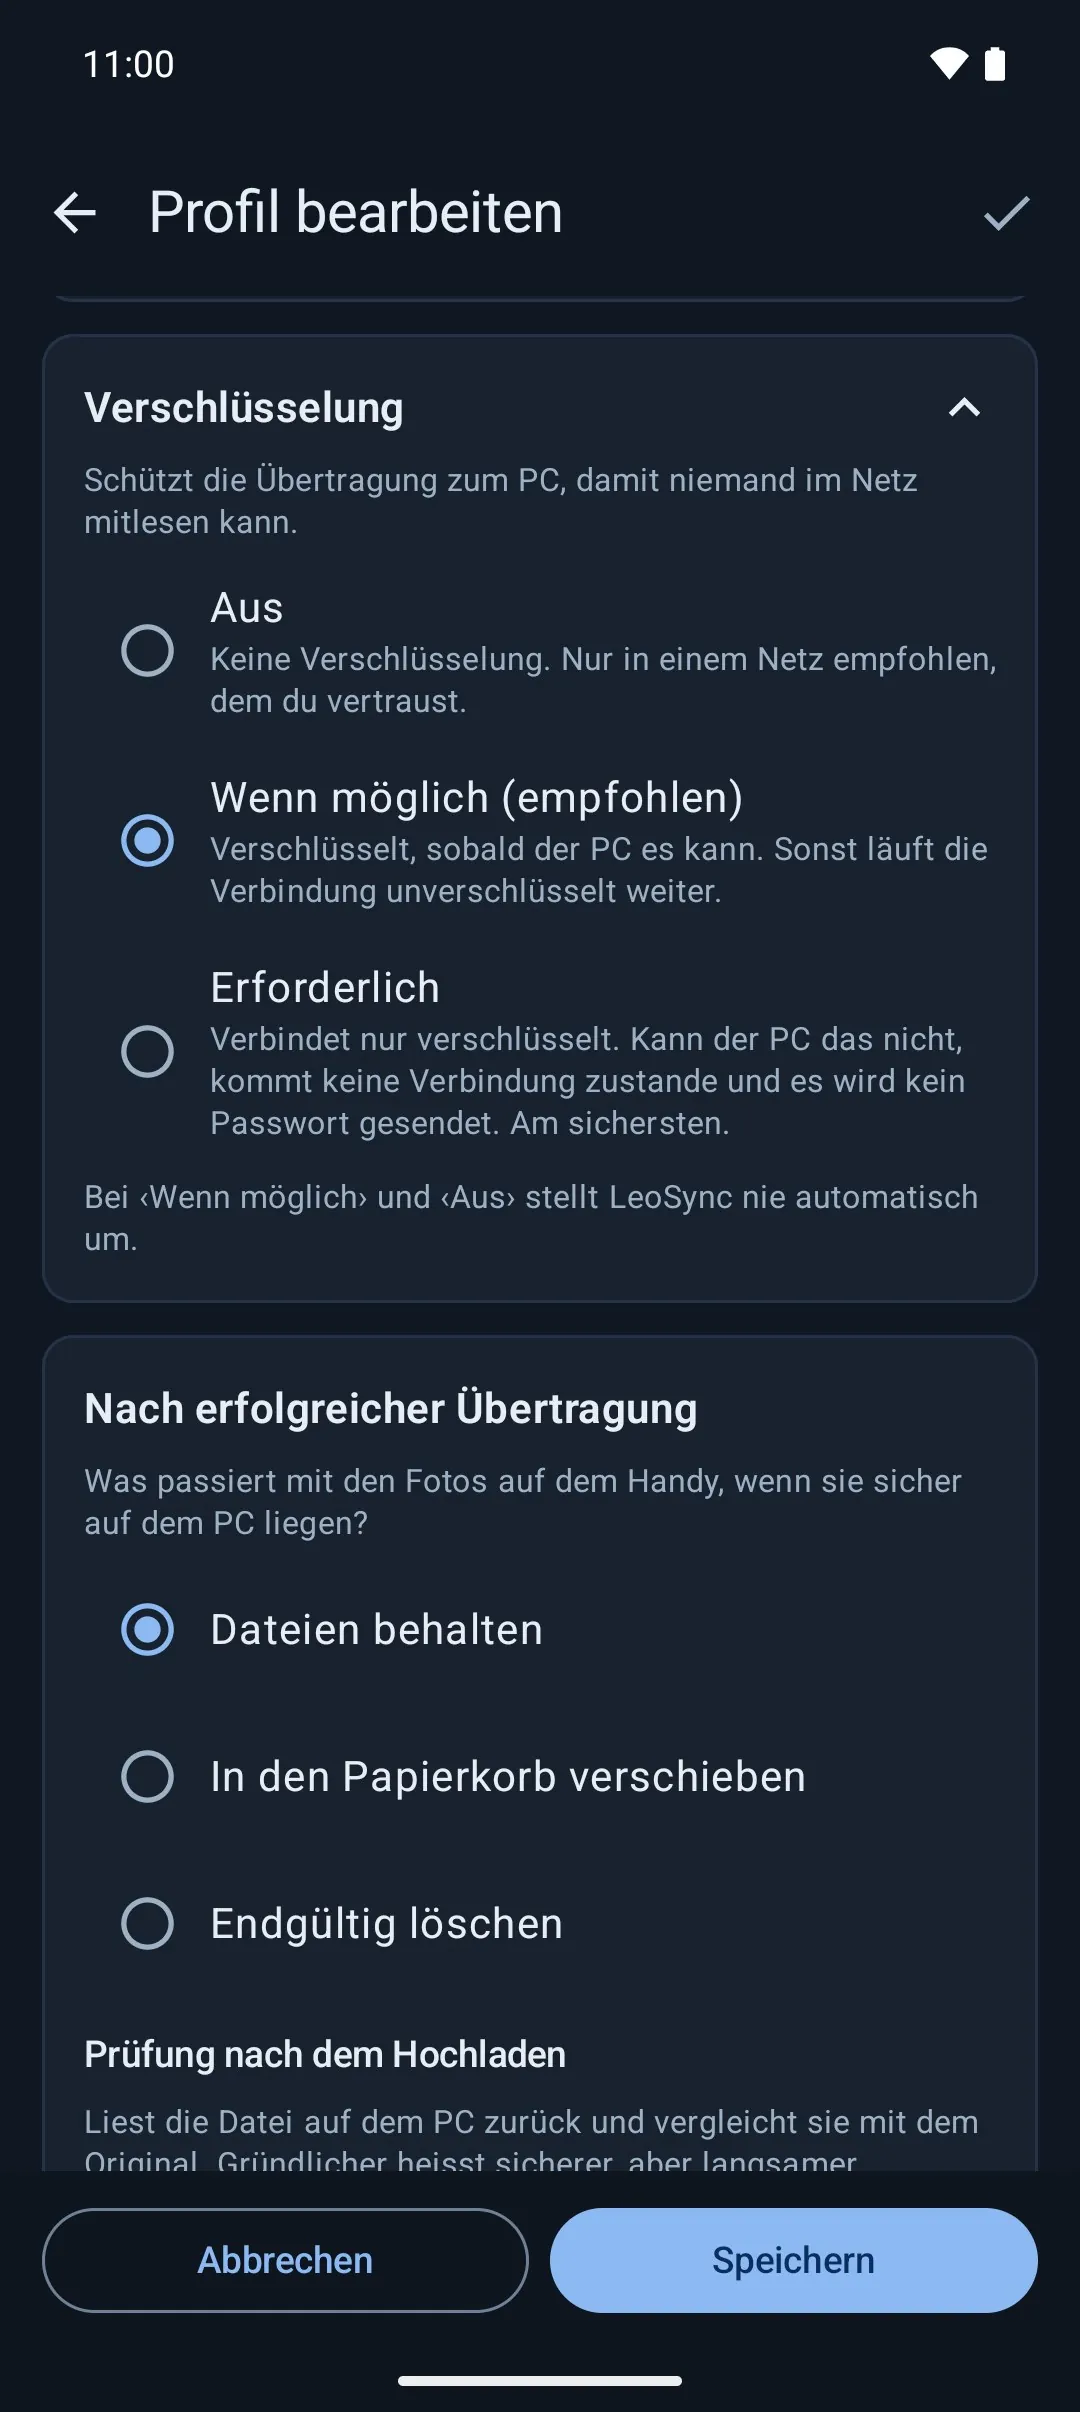 11:00
Profil bearbeiten
Verschlüsselung
Schützt die Übertragung zum PC, damit niemand im Netz
mitlesen kann.
Aus
Keine Verschlüsselung. Nur in einem Netz empfohlen,
dem du vertraust.
Wenn möglich (empfohlen)
Verschlüsselt, sobald der PC es kann. Sonst läuft die
Verbindung unverschlüsselt weiter.
Erforderlich
Verbindet nur verschlüsselt. Kann der PC das nicht,
kommt keine Verbindung zustande und es wird kein
Passwort gesendet. Am sichersten.
Bei ‹Wenn möglich› und ‹Aus› stellt LeoSync nie automatisch
um.
Nach erfolgreicher Übertragung
Was passiert mit den Fotos auf dem Handy, wenn sie sicher
auf dem PC liegen?
Dateien behalten
In den Papierkorb verschieben
Endgültig löschen
Prüfung nach dem Hochladen
Liest die Datei auf dem PC zurück und vergleicht sie mit dem
Original. Gründlicher heisst sicherer, aber langsamer.
Abbrechen
Speichern